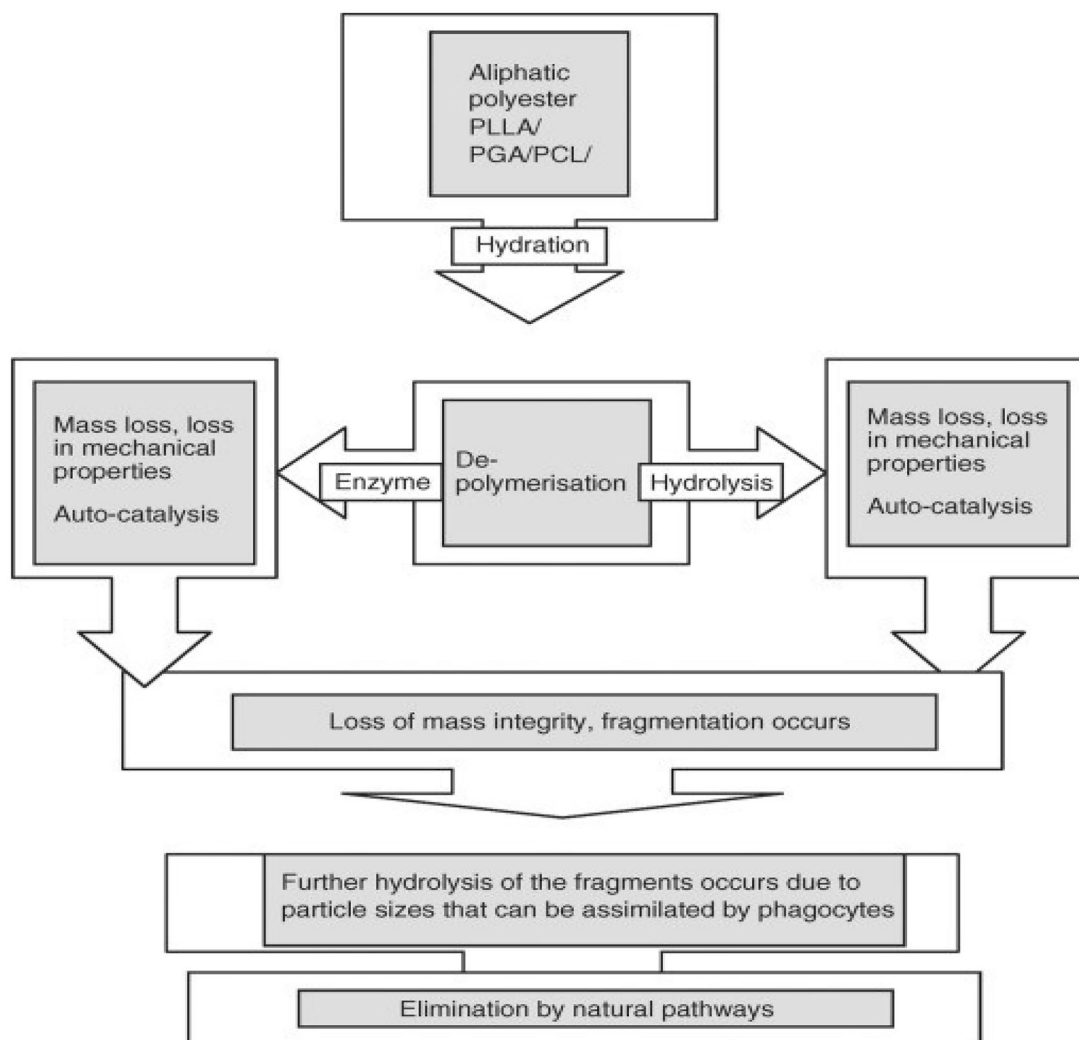 Aliphatic
polyester
PLLA/
PGA/PCL/
Hydration
Mass loss, loss
in mechanical
properties
Auto-catalysis
Enzyme
De-
polymerisation
Hydrolysis
Mass loss, loss
in mechanical
properties
Auto-catalysis
Loss of mass integrity, fragmentation occurs
Further hydrolysis of the fragments occurs due to
particle sizes that can be assimilated by phagocytes
Elimination by natural pathways